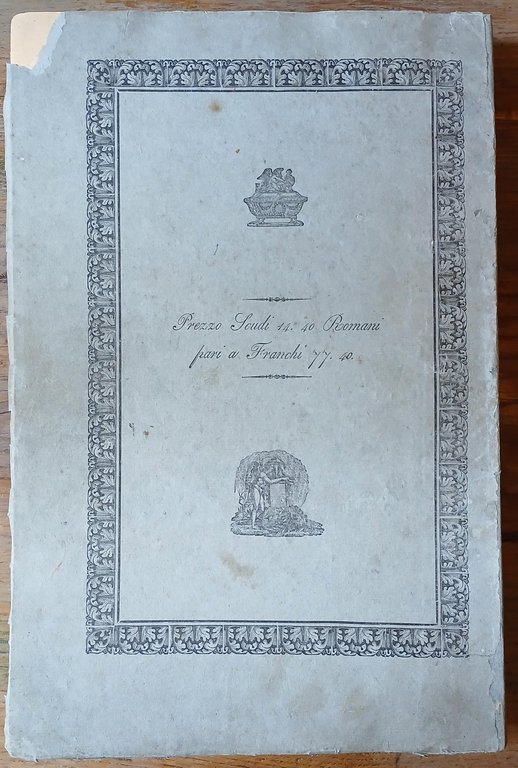 Prezzo Scudi 14. 40 Romani
pari a Franchi 77. 40.